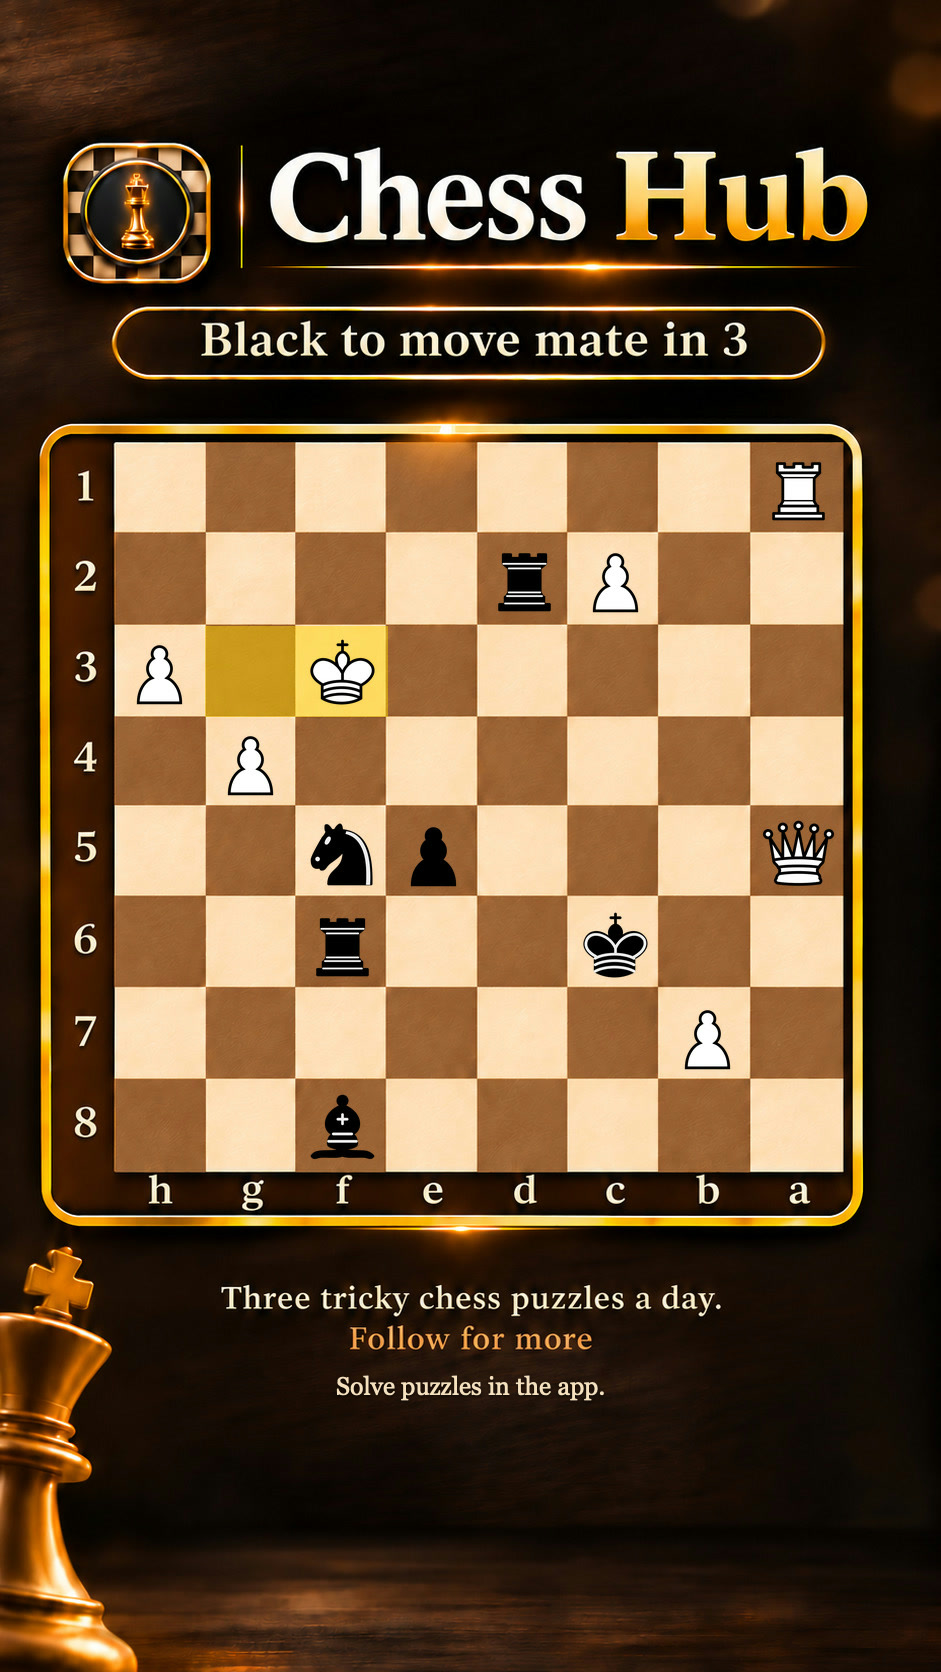 Chess Hub
Black to move mate in 3
1
2
3
4
5
6
7
8
h g f e d c b a
Three tricky chess puzzles a day.
Follow for more
Solve puzzles in the app.